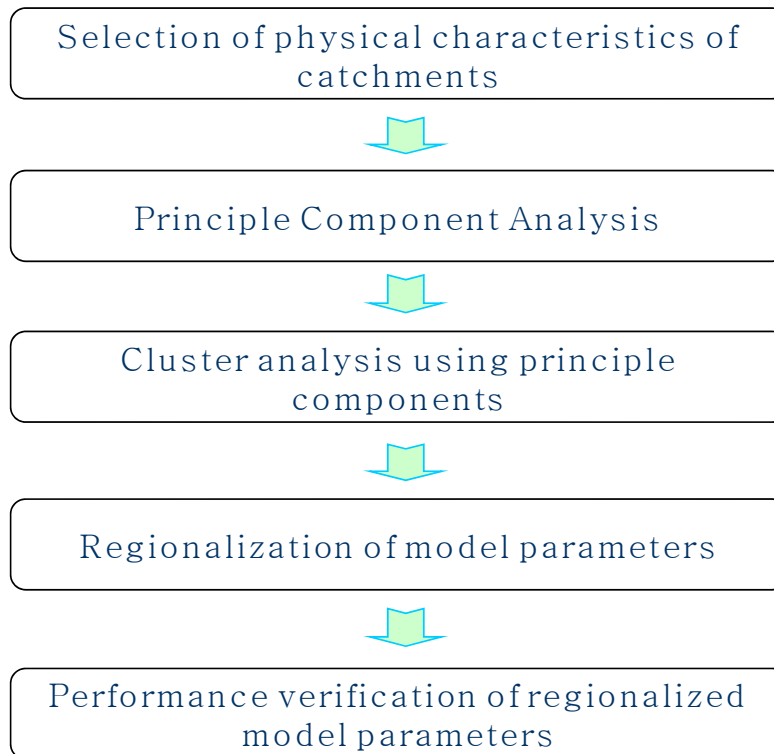 Selection of physical characteristics of
catchments
Principle Component Analysis
Cluster analysis using principle
components
Regionalization of model parameters
Performance verification of regionalized
model parameters